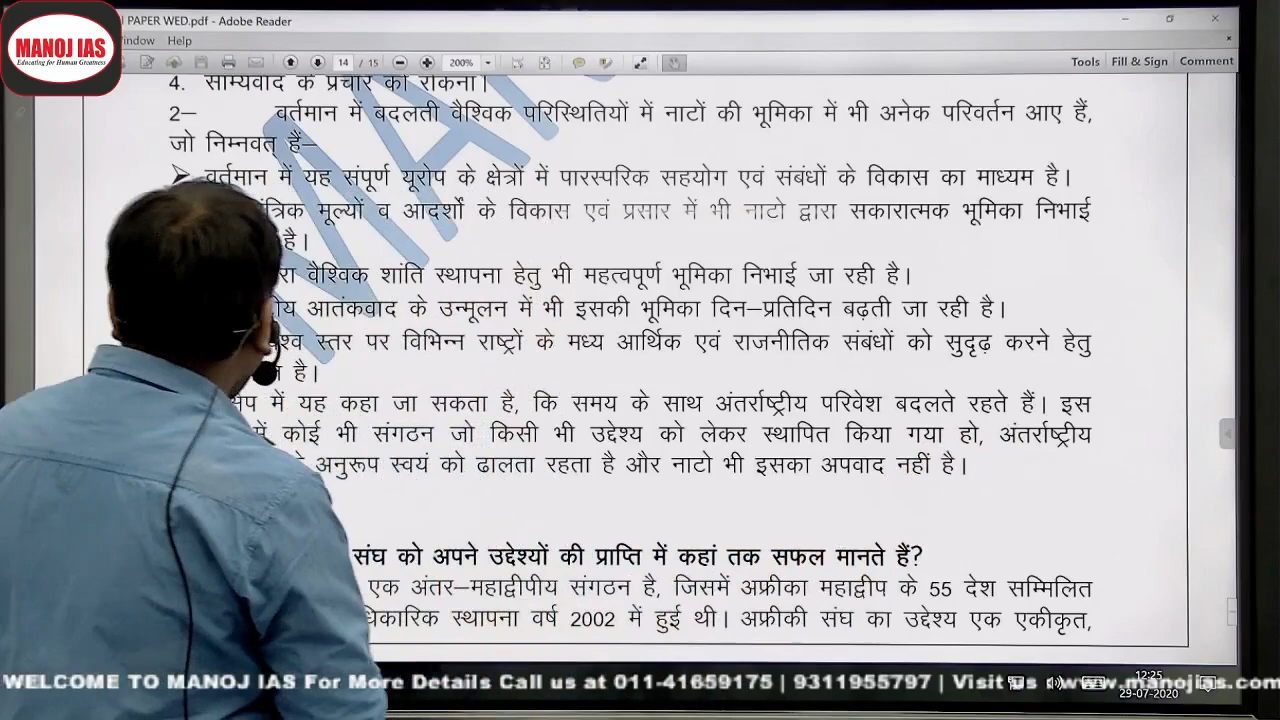 MANOJ IAS
Educating for Human Greatness
I PAPER WED.pdf - Adobe Reader
indow Help
14 / 15 200% Tools Fill & Sign Comment
4. साम्यवाद के प्रचार को रोकना।
2– वर्तमान में बदलती वैश्विक परिस्थितियों में नाटों की भूमिका में भी अनेक परिवर्तन आए हैं,
जो निम्नवत् हैं–
वर्तमान में यह संपूर्ण यूरोप के क्षेत्रों में पारस्परिक सहयोग एवं संबंधों के विकास का माध्यम है।
मूल्यों व आदर्शों के विकास एवं प्रसार में भी नाटो द्वारा सकारात्मक भूमिका निभाई
है।
वैश्विक शांति स्थापना हेतु भी महत्वपूर्ण भूमिका निभाई जा रही है।
आतंकवाद के उन्मूलन में भी इसकी भूमिका दिन–प्रतिदिन बढ़ती जा रही है।
स्तर पर विभिन्न राष्ट्रों के मध्य आर्थिक एवं राजनीतिक संबंधों को सुदृढ़ करने हेतु
है।
में यह कहा जा सकता है, कि समय के साथ अंतर्राष्ट्रीय परिवेश बदलते रहते हैं। इस
कोई भी संगठन जो किसी भी उद्देश्य को लेकर स्थापित किया गया हो, अंतर्राष्ट्रीय
अनुरूप स्वयं को ढालता रहता है और नाटो भी इसका अपवाद नहीं है।
संघ को अपने उद्देश्यों की प्राप्ति में कहां तक सफल मानते हैं?
एक अंतर–महाद्वीपीय संगठन है, जिसमें अफ्रीका महाद्वीप के 55 देश सम्मिलित
स्थापना वर्ष 2002 में हुई थी। अफ्रीकी संघ का उद्देश्य एक एकीकृत,
WELCOME TO MANOJ IAS For More Details Call us at 011-41659175 | 9311955797 | Visit us www.manojias.com
12:25
29-07-2020